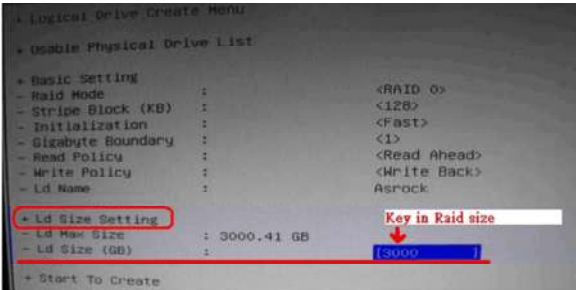 + Logical Drive Create Menu
+ Usable Physical Drive List
+ Basic Setting
- Raid Mode : <RAID 0>
- Stripe Block (KB) : <128>
- Initialization : <Fast>
- Gigabyte Boundary : <1>
- Read Policy : <Read Ahead>
- Write Policy : <Write Back>
- Ld Name : Asrock
+ Ld Size Setting
Key in Raid size
- Ld Max Size : 3000.41 GB
- Ld Size (GB) : [3000 ]
+ Start To Create